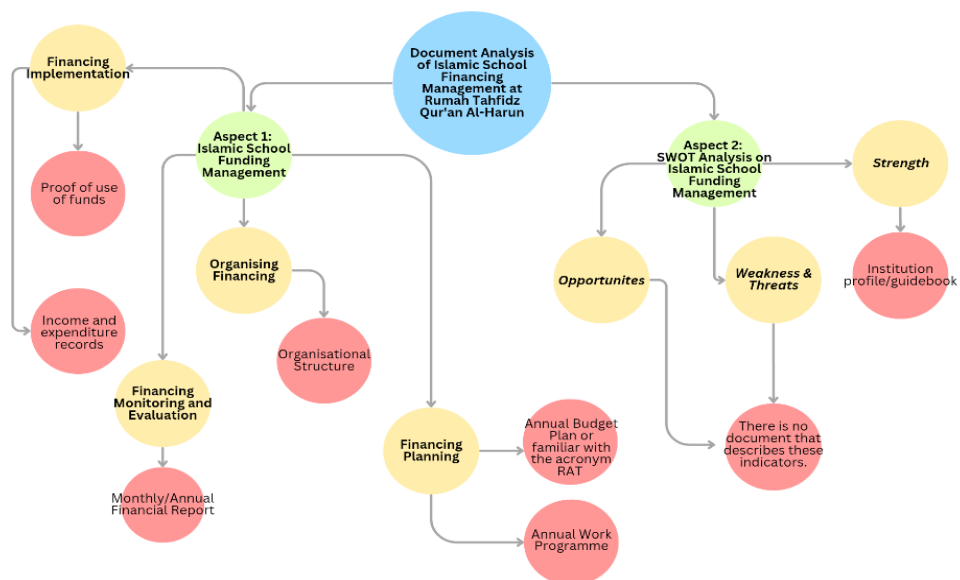 Document Analysis
of Islamic School
Financing
Management at
Rumah Tahfidz
Qur'an Al-Harun
Financing
Implementation
Proof of use
of funds
Income and
expenditure
records
Aspect 1:
Islamic School
Funding
Management
Organising
Financing
Organisational
Structure
Financing
Monitoring and
Evaluation
Monthly/Annual
Financial Report
Financing
Planning
Annual Budget
Plan or
familiar with
the acronym
RAT
Annual Work
Programme
Aspect 2:
SWOT Analysis on
Islamic School
Funding
Management
Strength
Institution
profile/guidebook
Opportunites
Weakness &
Threats
There is no
document that
describes these
indicators.